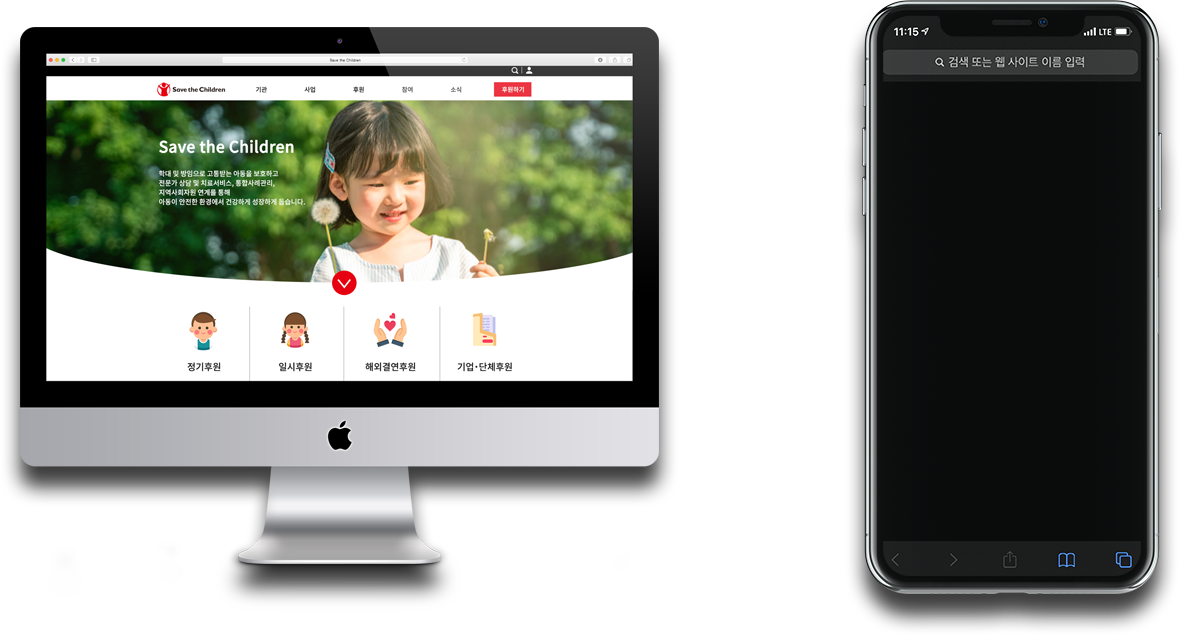 Save the Children
Save the Children
기관
사업
후원
참여
소식
후원하기
Save the Children
학대 및 방임으로 고통받는 아동을 보호하고
전문가 상담 및 치료서비스, 통합사례관리,
지역사회자원 연계를 통해
아동이 안전한 환경에서 건강하게 성장하게 돕습니다.
정기후원
일시후원
해외결연후원
기업·단체후원
11:15
LTE
검색 또는 웹 사이트 이름 입력